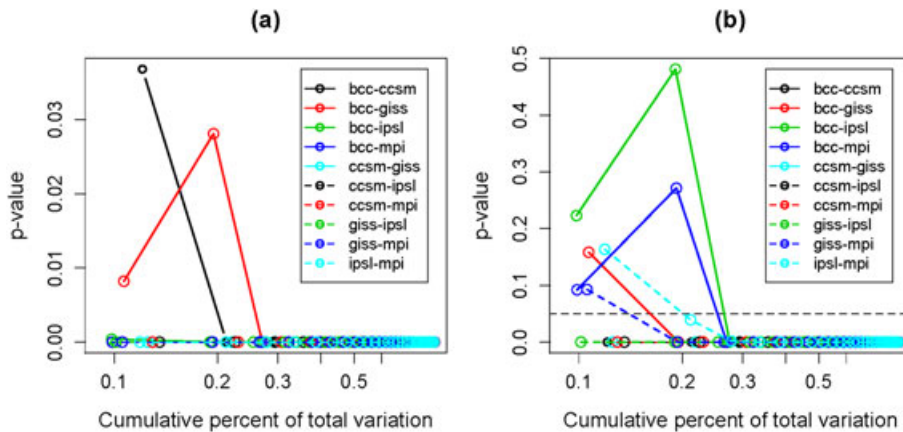 (a)
p-value
0.00
0.01
0.02
0.03
bcc-ccsm
bcc-giss
bcc-ipsl
bcc-mpi
ccsm-giss
ccsm-ipsl
ccsm-mpi
giss-ipsl
giss-mpi
ipsl-mpi
0.1 0.2 0.3 0.5
Cumulative percent of total variation
(b)
p-value
0.0
0.1
0.2
0.3
0.4
0.5
bcc-ccsm
bcc-giss
bcc-ipsl
bcc-mpi
ccsm-giss
ccsm-ipsl
ccsm-mpi
giss-ipsl
giss-mpi
ipsl-mpi
0.1 0.2 0.3 0.5
Cumulative percent of total variation